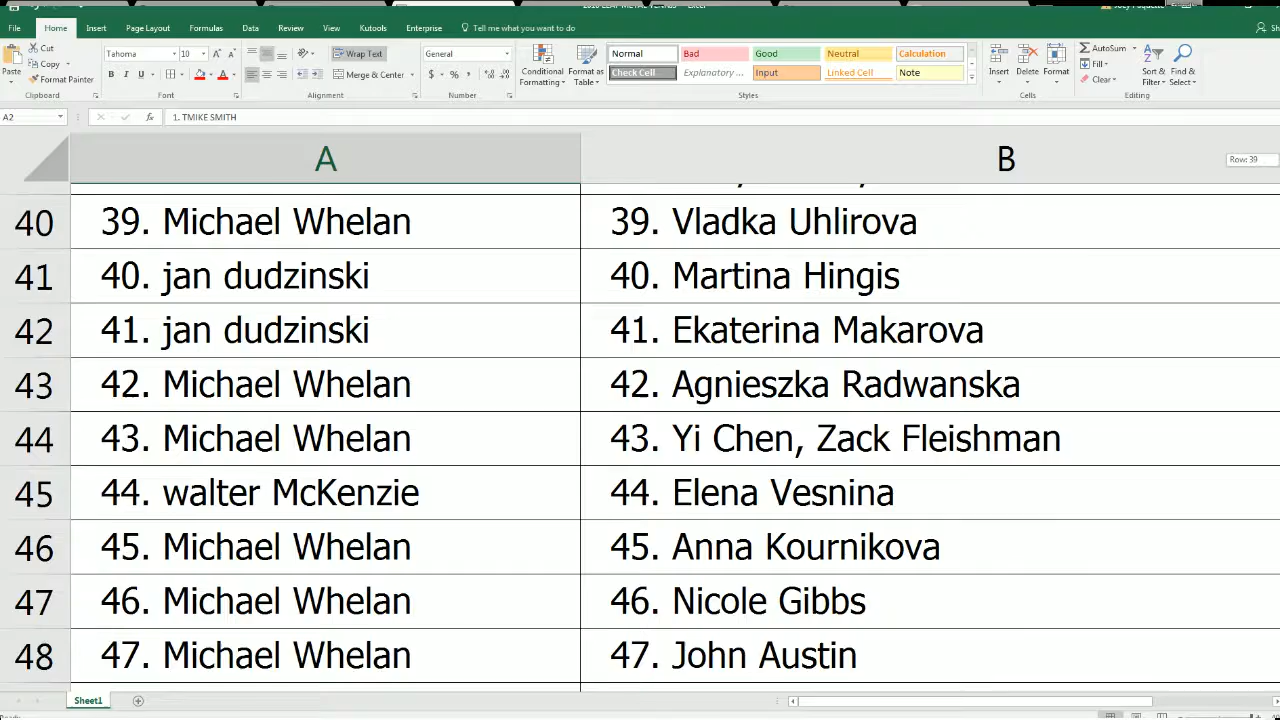 File Home Insert Page Layout Formulas Data Review View Kutools Enterprise Tell me what you want to do
Paste
Cut
Copy
Format Painter
Clipboard
Tahoma 10
B I U
Font
Wrap Text
Merge & Center
Alignment
General
$ % ,
Number
Conditional Formatting
Format as Table
Normal Bad Good Neutral Calculation
Check Cell Explanatory ... Input Linked Cell Note
Styles
Insert Delete Format
Cells
AutoSum
Fill
Clear
Sort & Filter
Find & Select
Editing
A2 fx 1. TMIKE SMITH
A B
Row: 39
40 39. Michael Whelan 39. Vladka Uhlirova
41 40. jan dudzinski 40. Martina Hingis
42 41. jan dudzinski 41. Ekaterina Makarova
43 42. Michael Whelan 42. Agnieszka Radwanska
44 43. Michael Whelan 43. Yi Chen, Zack Fleishman
45 44. walter McKenzie 44. Elena Vesnina
46 45. Michael Whelan 45. Anna Kournikova
47 46. Michael Whelan 46. Nicole Gibbs
48 47. Michael Whelan 47. John Austin
Sheet1